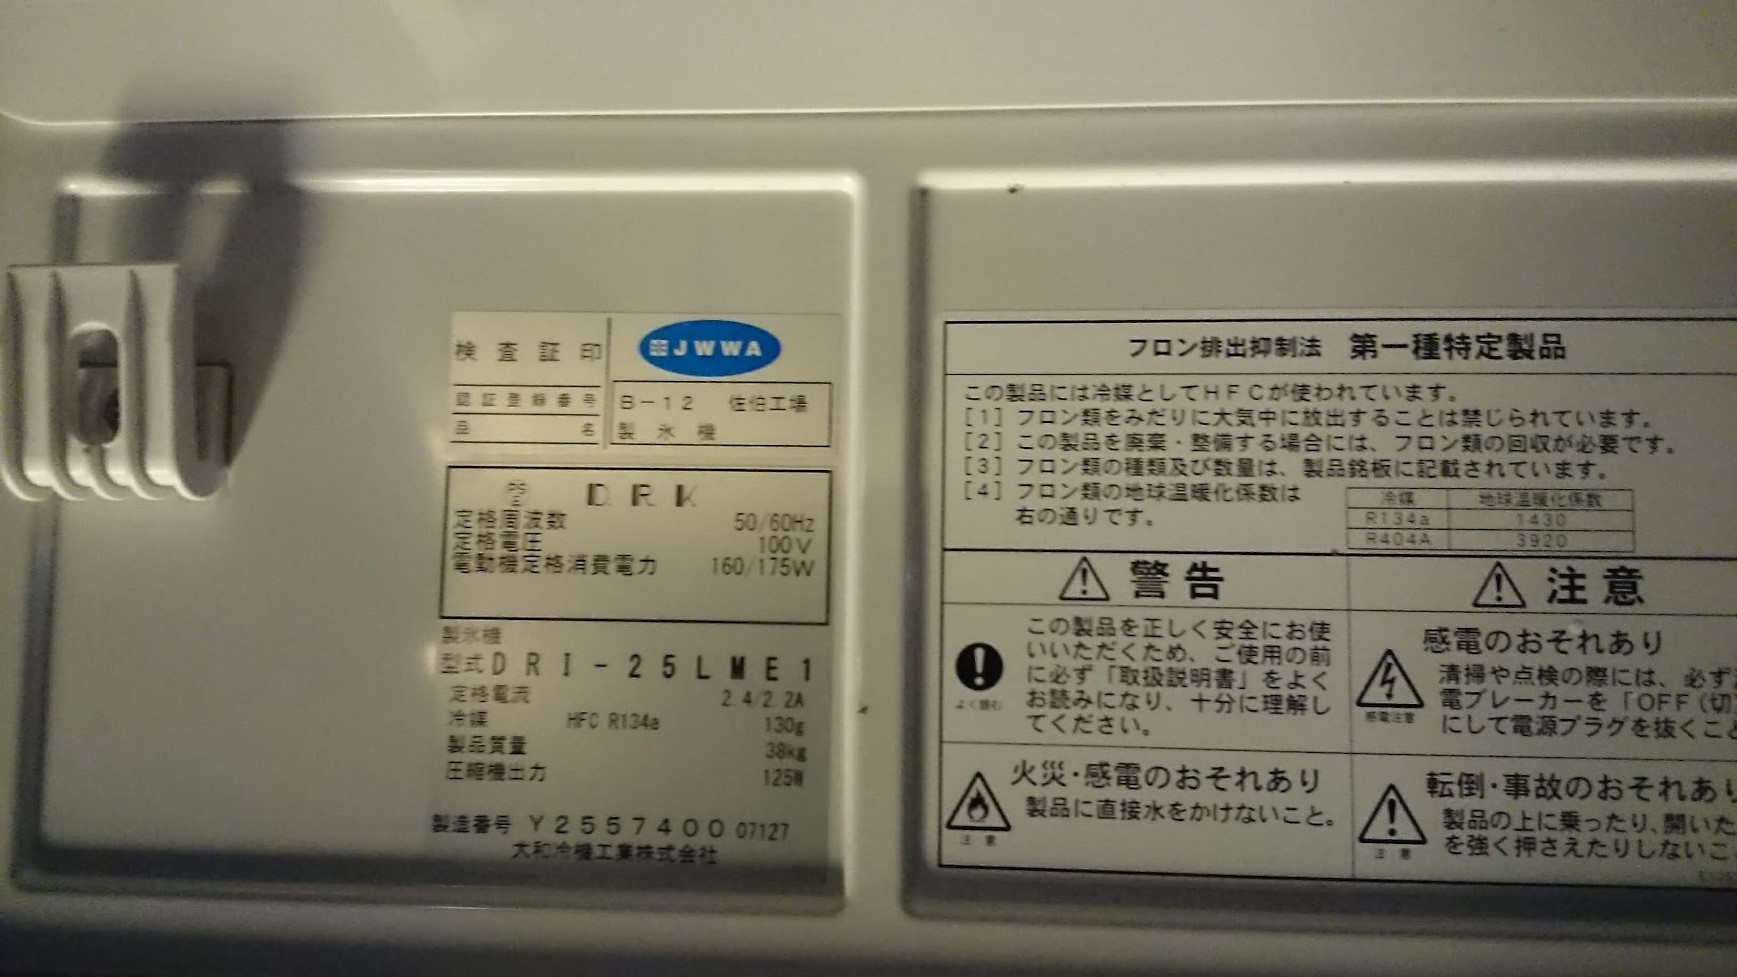 検査証印
JWWA
認証登録番号 B-12 佐伯工場
品名 製氷機
PS
E
DRK
定格周波数 50/60Hz
定格電圧 100V
電動機定格消費電力 160/175W
製氷機
型式DRI-25LME1
定格電流 2.4/2.2A
冷媒 HFC R134a 130g
製品質量 38kg
圧縮機出力 125W
製造番号 Y2557400 07127
大和冷機工業株式会社
フロン排出抑制法 第一種特定製品
この製品には冷媒としてHFCが使われています。
[1] フロン類をみだりに大気中に放出することは禁じられています。
[2] この製品を廃棄・整備する場合には、フロン類の回収が必要です。
[3] フロン類の種類及び数量は、製品銘板に記載されています。
[4] フロン類の地球温暖化係数は
右の通りです。
冷媒 地球温暖化係数
R134a 1430
R404A 3920
警告
よく読む
この製品を正しく安全にお使
いいただくため、ご使用の前
に必ず「取扱説明書」をよく
お読みになり、十分に理解し
てください。
注意
火災・感電のおそれあり
製品に直接水をかけないこと。
注意
感電注意
感電のおそれあり
清掃や点検の際には、必ず
電ブレーカーを「OFF(切)
にして電源プラグを抜くこと
注意
転倒・事故のおそれあり
製品の上に乗ったり、開いた
を強く押さえたりしないこ